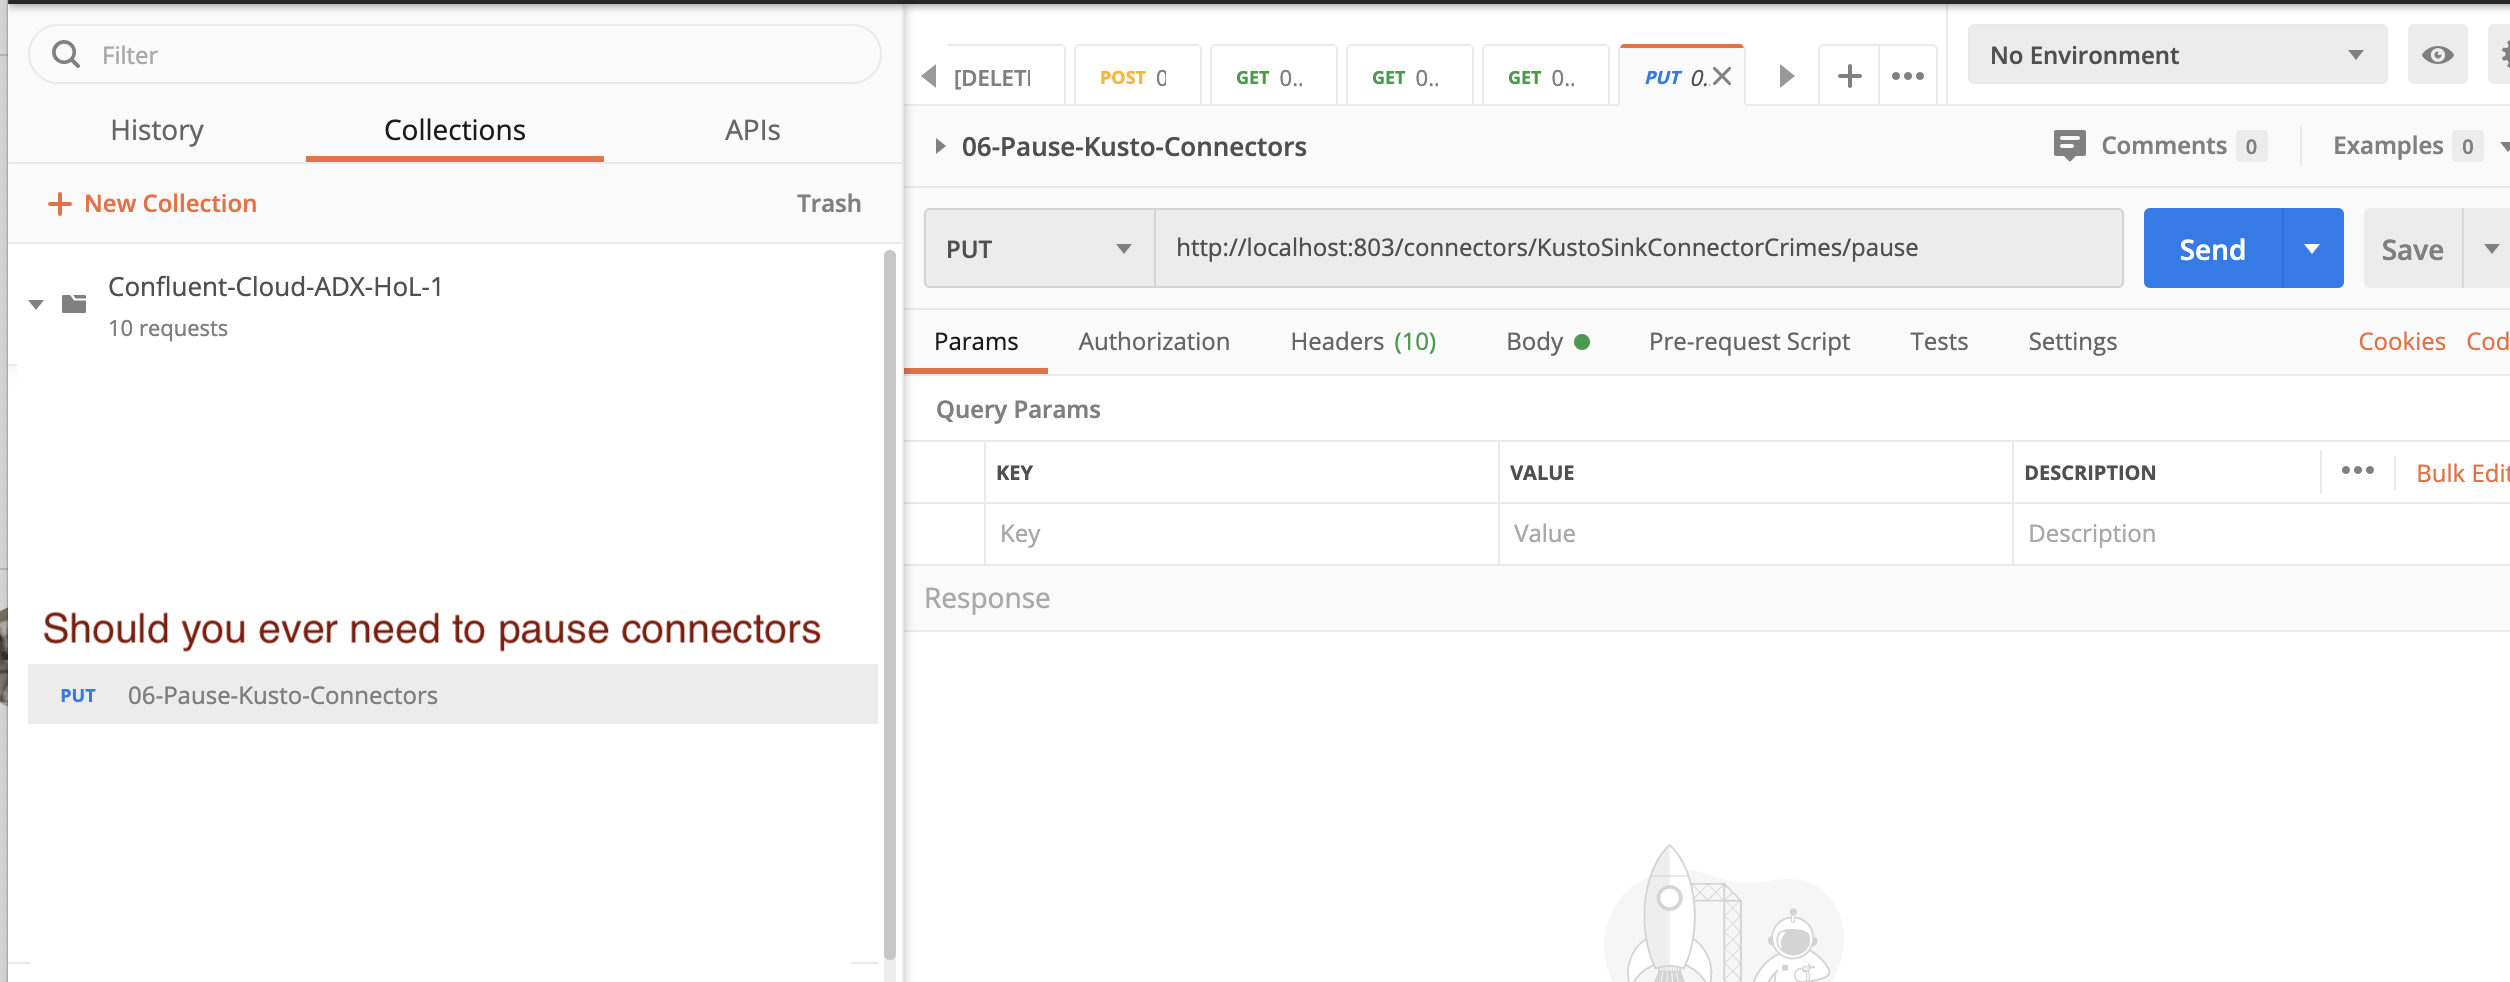 Filter
History
Collections
APIs
+ New Collection
Trash
Confluent-Cloud-ADX-HoL-1
10 requests
Should you ever need to pause connectors
PUT 06-Pause-Kusto-Connectors
[DELETI
POST 0
GET 0..
GET 0..
GET 0..
PUT 0.
No Environment
06-Pause-Kusto-Connectors
Comments 0
Examples 0
PUT
http://localhost:803/connectors/KustoSinkConnectorCrimes/pause
Send
Save
Params
Authorization
Headers (10)
Body
Pre-request Script
Tests
Settings
Cookies
Cod
Query Params
KEY
VALUE
DESCRIPTION
Bulk Edit
Key
Value
Description
Response